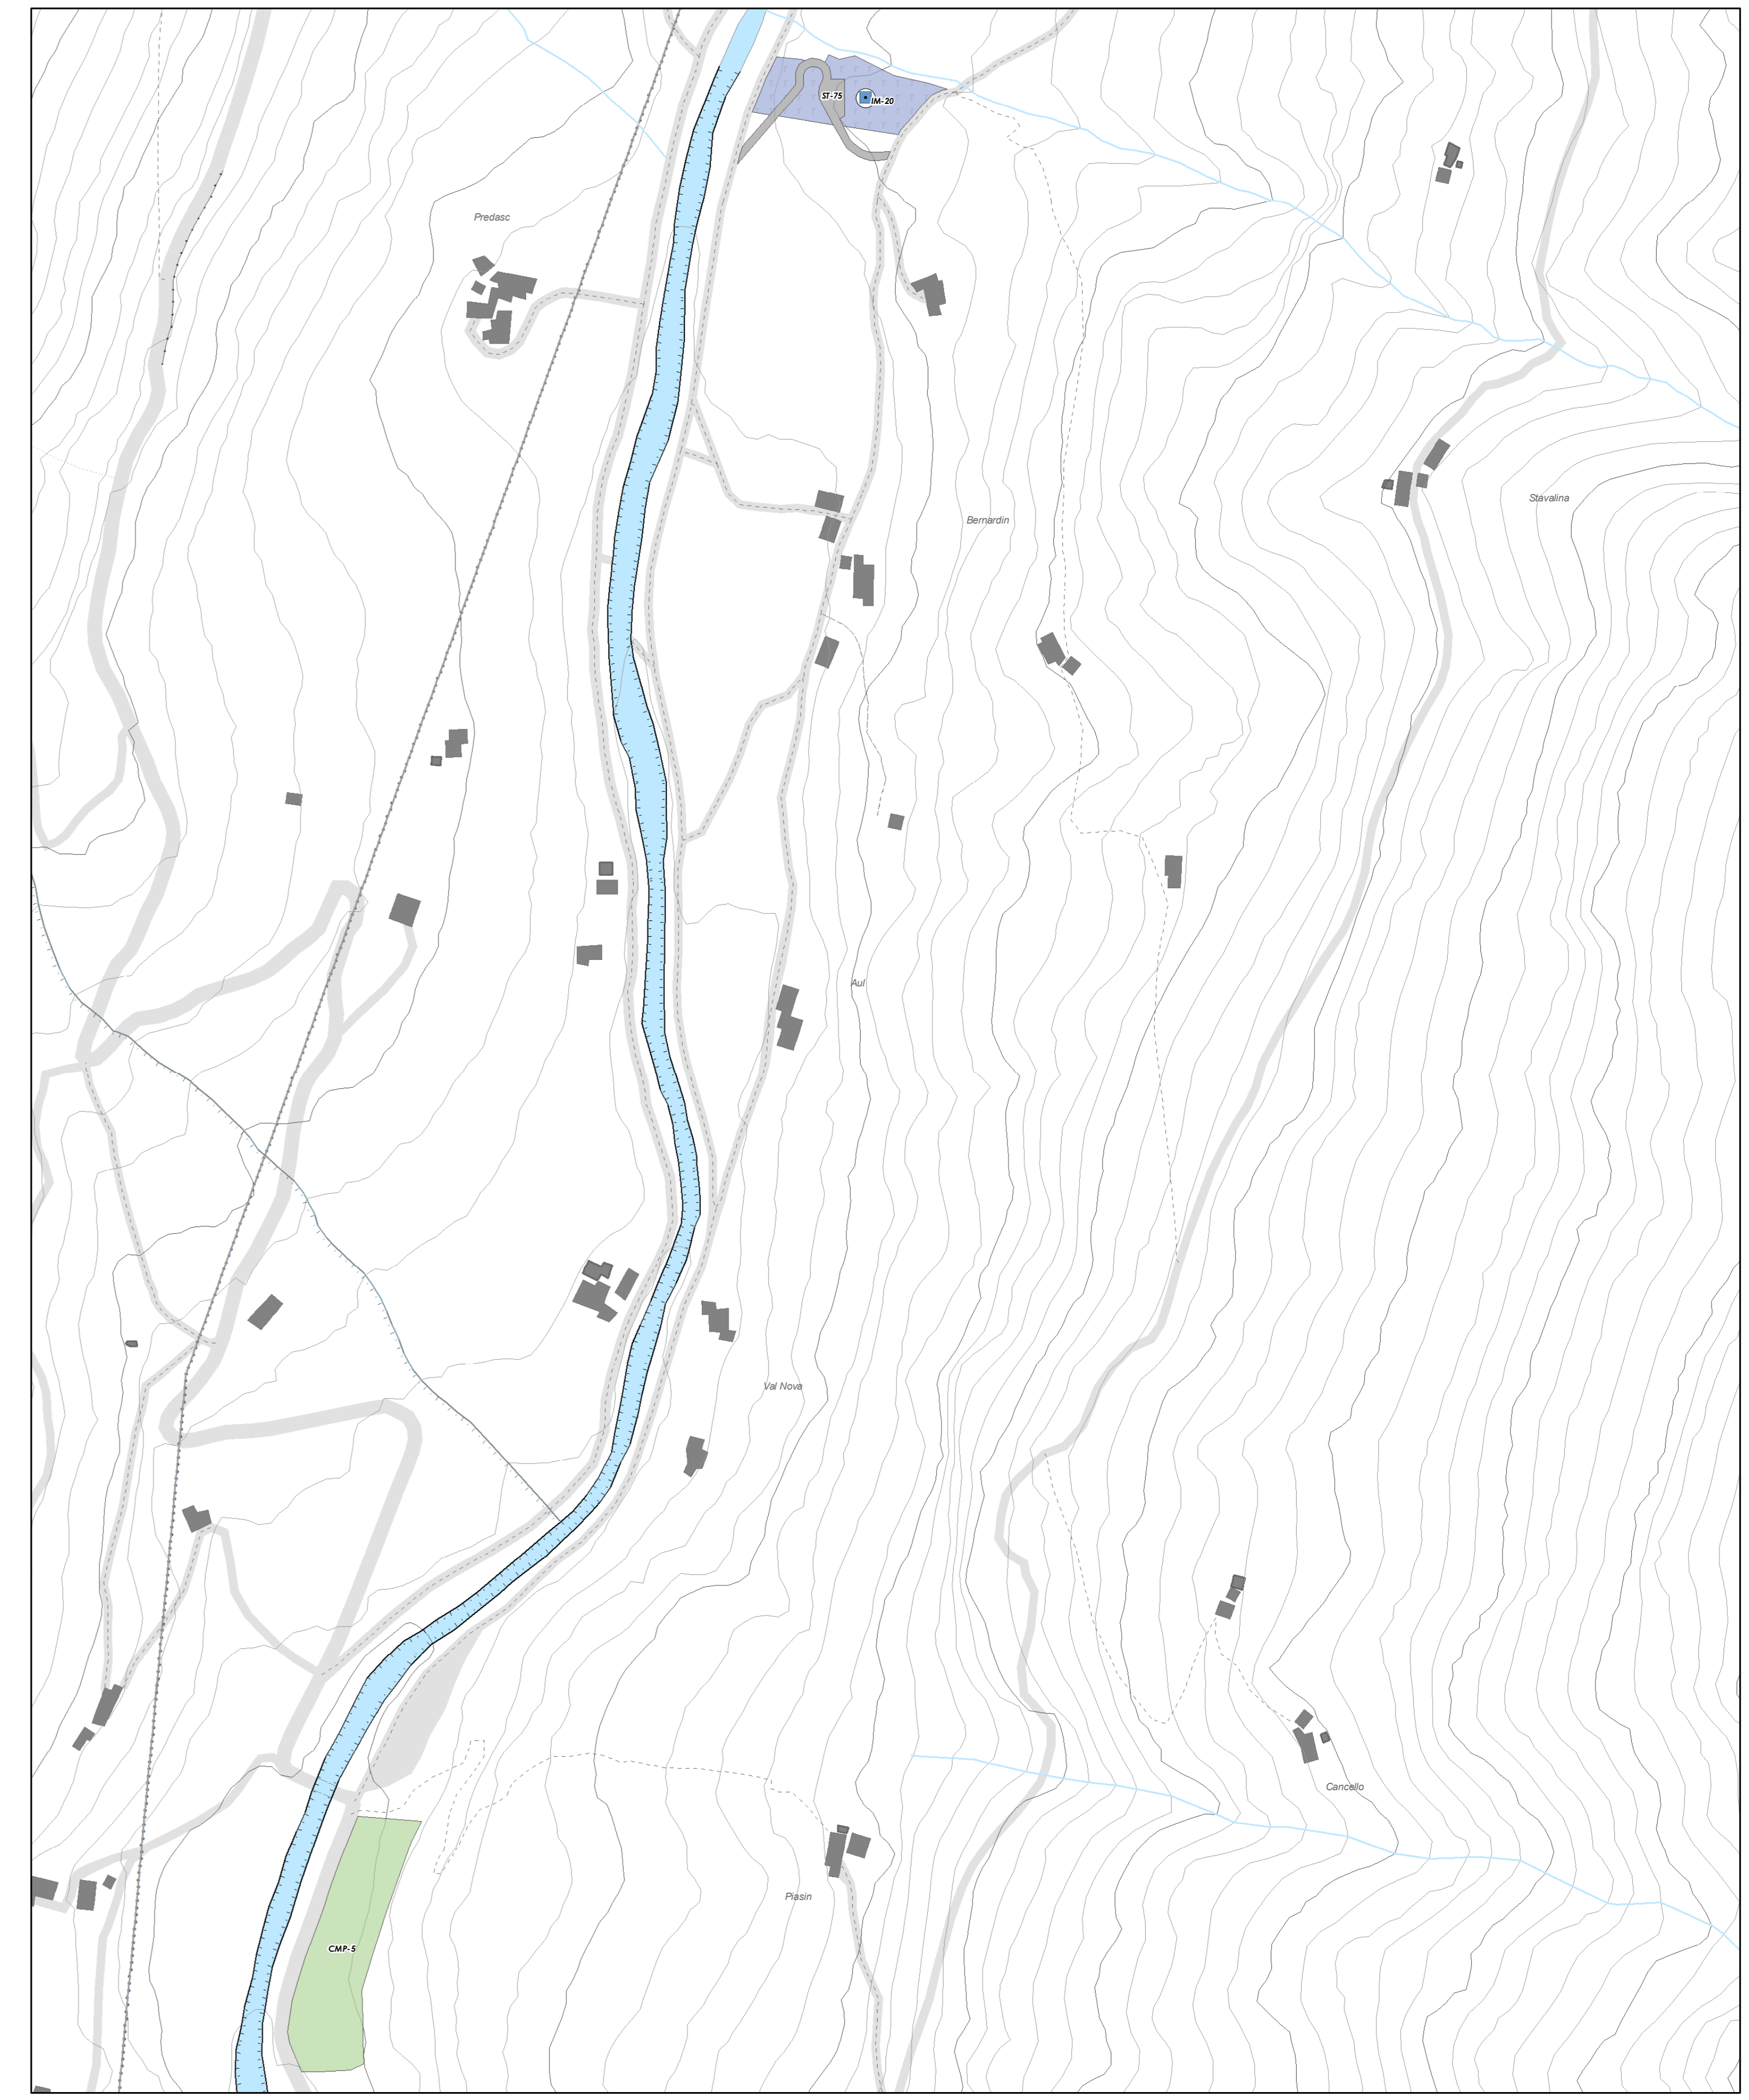 ST-75
IM-20
Predasc
Stavalina
Bernardin
Aul
Val Nova
Cancello
Piasin
CMP-5